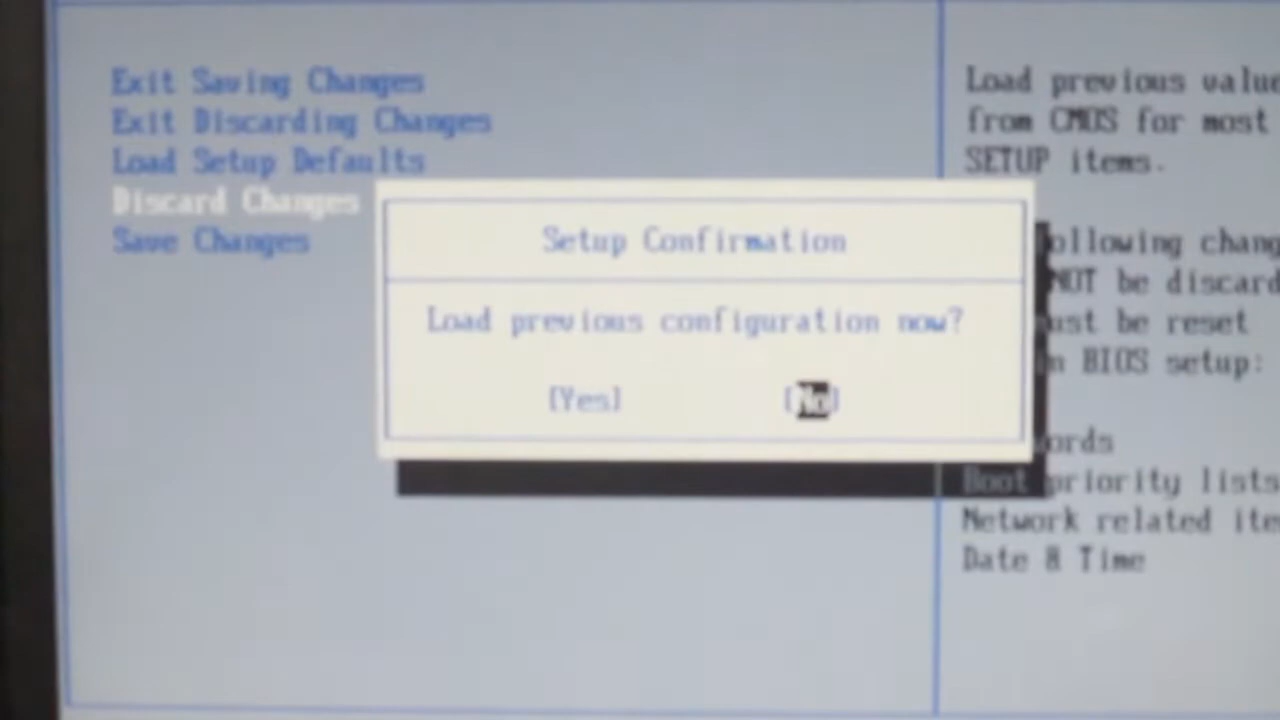 Exit Saving Changes
Exit Discarding Changes
Load Setup Defaults
Discard Changes
Save Changes
Setup Confirmation
Load previous configuration now?
[Yes] [No]
Load previous value
from CMOS for most
SETUP items.
ollowing chang
NOT be discard
ust be reset
n BIOS setup:
ords
Boot priority lists
Network related ite
Date & Time